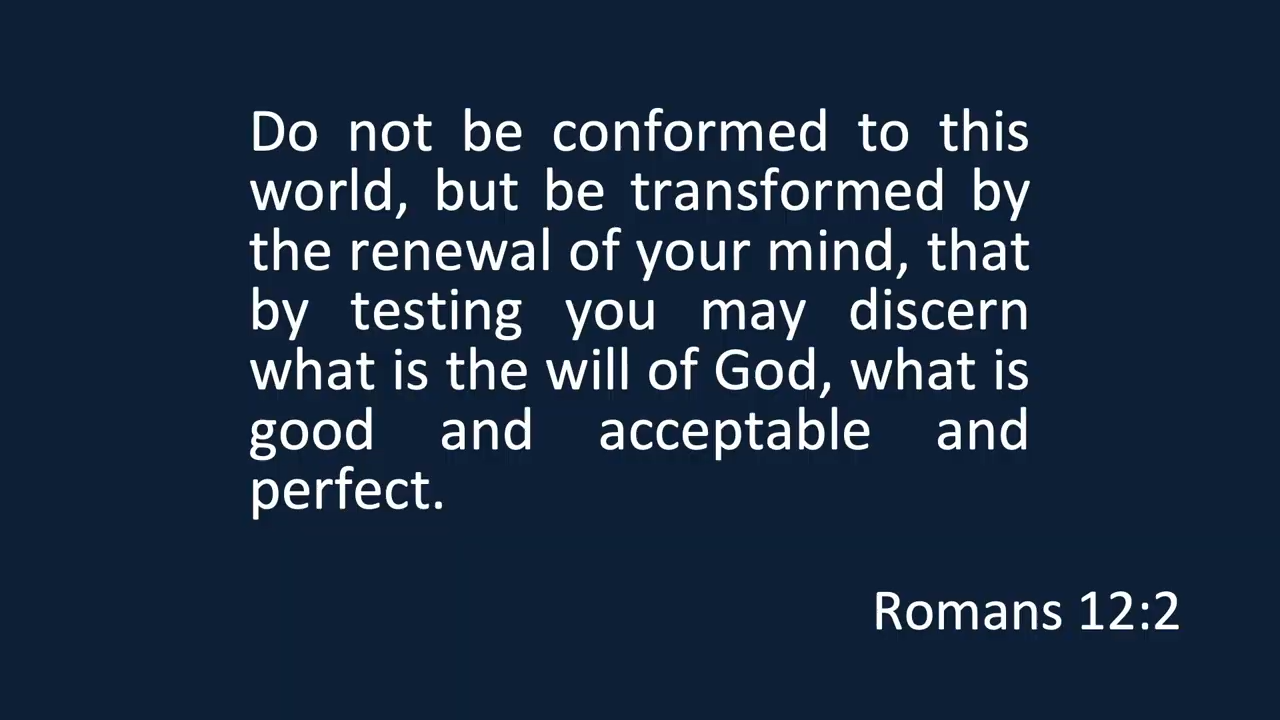 Do not be conformed to this
world, but be transformed by
the renewal of your mind, that
by testing you may discern
what is the will of God, what is
good and acceptable and
perfect.
Romans 12:2